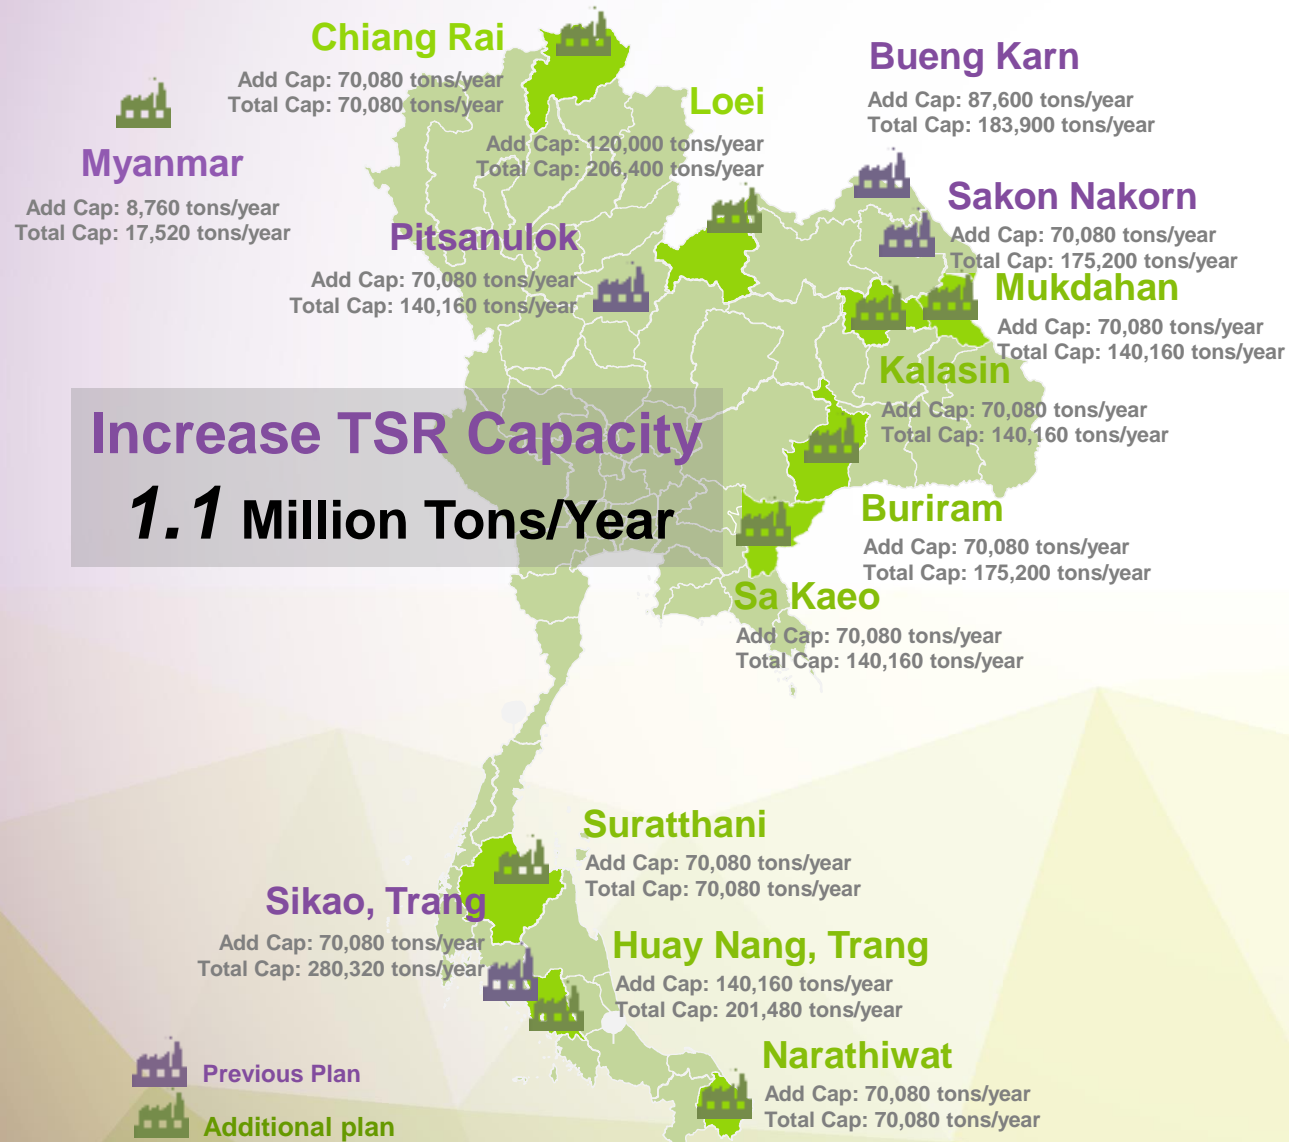 Chiang Rai
Add Cap: 70,080 tons/year
Total Cap: 70,080 tons/year
Bueng Karn
Add Cap: 87,600 tons/year
Total Cap: 183,900 tons/year
Loei
Add Cap: 120,000 tons/year
Total Cap: 206,400 tons/year
Myanmar
Add Cap: 8,760 tons/year
Total Cap: 17,520 tons/year
Sakon Nakorn
Add Cap: 70,080 tons/year
Total Cap: 175,200 tons/year
Pitsanulok
Add Cap: 70,080 tons/year
Total Cap: 140,160 tons/year
Mukdahan
Add Cap: 70,080 tons/year
Total Cap: 140,160 tons/year
Kalasin
Add Cap: 70,080 tons/year
Total Cap: 140,160 tons/year
Increase TSR Capacity
1.1 Million Tons/Year
Buriram
Add Cap: 70,080 tons/year
Total Cap: 175,200 tons/year
Sa Kaeo
Add Cap: 70,080 tons/year
Total Cap: 140,160 tons/year
Suratthani
Add Cap: 70,080 tons/year
Total Cap: 70,080 tons/year
Sikao, Trang
Add Cap: 70,080 tons/year
Total Cap: 280,320 tons/year
Huay Nang, Trang
Add Cap: 140,160 tons/year
Total Cap: 201,480 tons/year
Narathiwat
Add Cap: 70,080 tons/year
Total Cap: 70,080 tons/year
Previous Plan
Additional plan